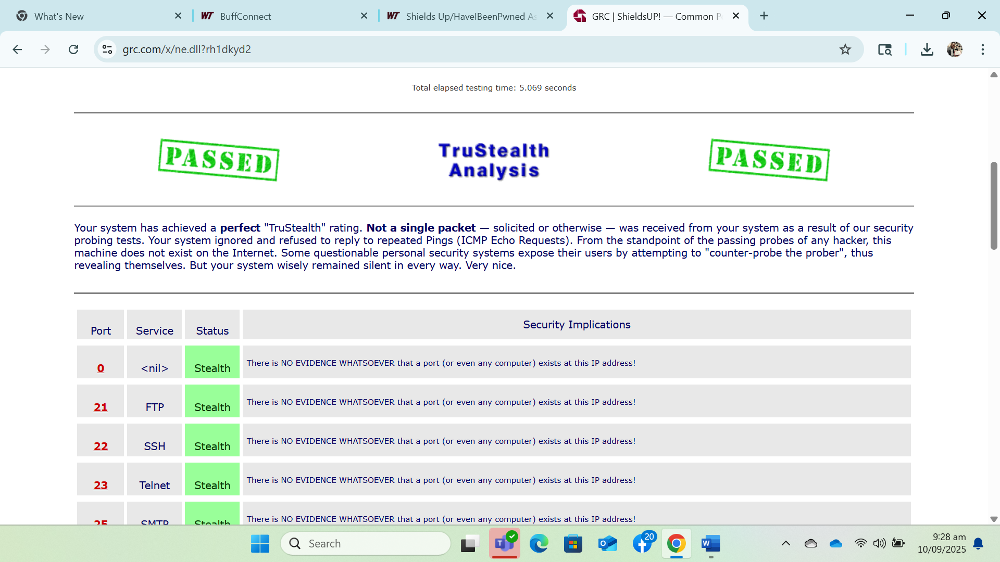 What's New
WT BuffConnect
WT Shields Up/HaveIBeenPwned As
GRC | ShieldsUP! — Common Po
grc.com/x/ne.dll?rh1dkyd2
Total elapsed testing time: 5.069 seconds
PASSED
TruStealth
Analysis
PASSED
Your system has achieved a perfect "TruStealth" rating. Not a single packet — solicited or otherwise — was received from your system as a result of our security
probing tests. Your system ignored and refused to reply to repeated Pings (ICMP Echo Requests). From the standpoint of the passing probes of any hacker, this
machine does not exist on the Internet. Some questionable personal security systems expose their users by attempting to "counter-probe the prober", thus
revealing themselves. But your system wisely remained silent in every way. Very nice.
Port Service Status Security Implications
0 <nil> Stealth There is NO EVIDENCE WHATSOEVER that a port (or even any computer) exists at this IP address!
21 FTP Stealth There is NO EVIDENCE WHATSOEVER that a port (or even any computer) exists at this IP address!
22 SSH Stealth There is NO EVIDENCE WHATSOEVER that a port (or even any computer) exists at this IP address!
23 Telnet Stealth There is NO EVIDENCE WHATSOEVER that a port (or even any computer) exists at this IP address!
25 SMTP Stealth There is NO EVIDENCE WHATSOEVER that a port (or even any computer) exists at this IP address!
Search
T
O
20
W
9:28 am
10/09/2025